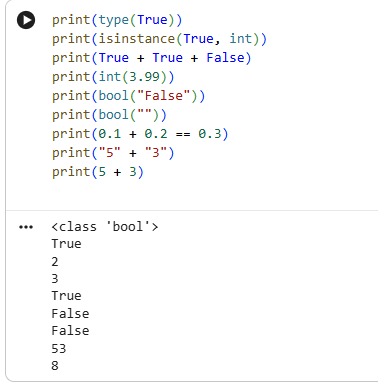 print(type(True))
print(isinstance(True, int))
print(True + True + False)
print(int(3.99))
print(bool("False"))
print(bool(""))
print(0.1 + 0.2 == 0.3)
print("5" + "3")
print(5 + 3)
<class 'bool'>
True
2
3
True
False
False
53
8